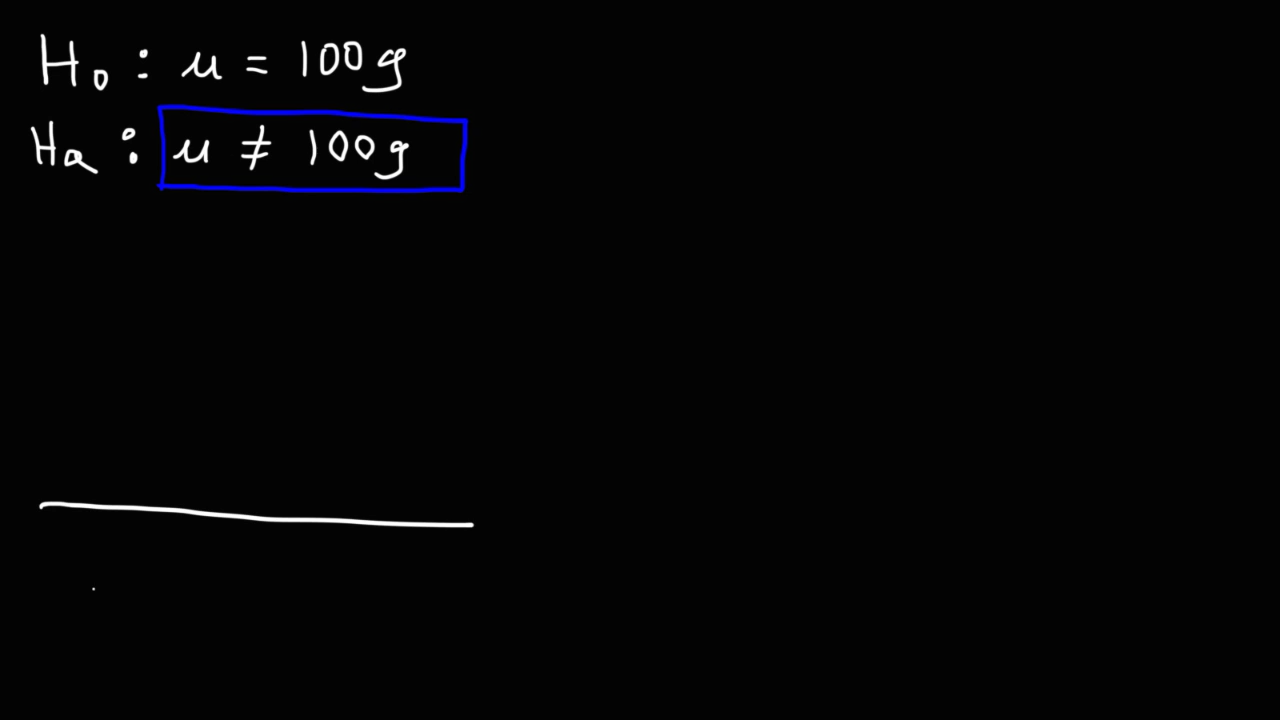 H₀ : μ = 100g
Hₐ : μ ≠ 100g